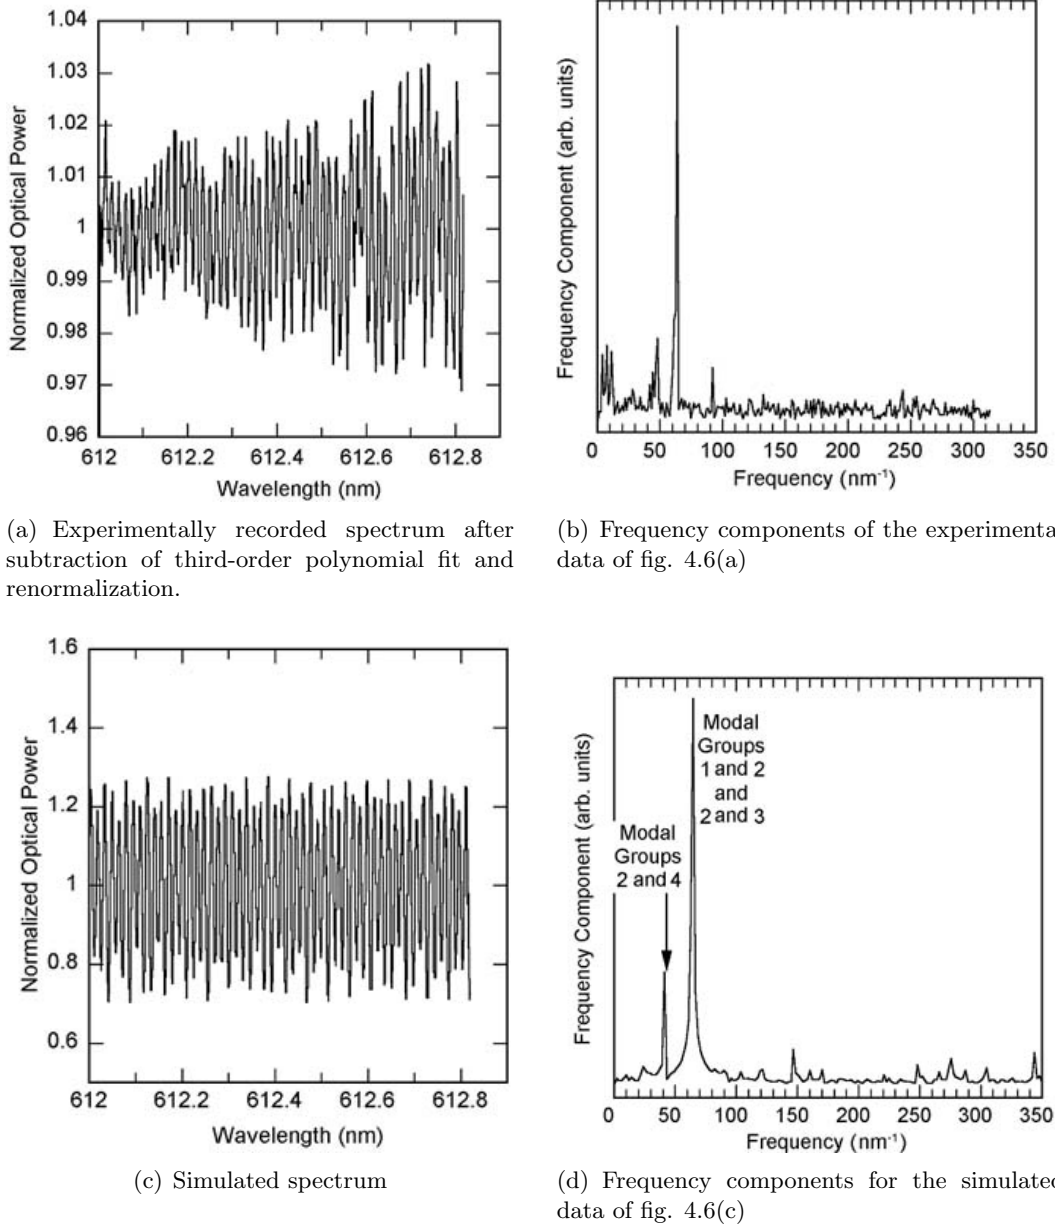 1.04
1.03
1.02
1.01
1
0.99
0.98
0.97
0.96
Normalized Optical Power
612 612.2 612.4 612.6 612.8
Wavelength (nm)
Frequency Component (arb. units)
0 50 100 150 200 250 300 350
Frequency (nm-1)
(a) Experimentally recorded spectrum after
subtraction of third-order polynomial fit and
renormalization.
(b) Frequency components of the experimenta
data of fig. 4.6(a)
1.6
1.4
1.2
1
0.8
0.6
Normalized Optical Power
612 612.2 612.4 612.6 612.8
Wavelength (nm)
Frequency Component (arb. units)
Modal
Groups
1 and 2
and
2 and 3
Modal
Groups
2 and 4
0 50 100 150 200 250 300 350
Frequency (nm-1)
(c) Simulated spectrum
(d) Frequency components for the simulated
data of fig. 4.6(c)